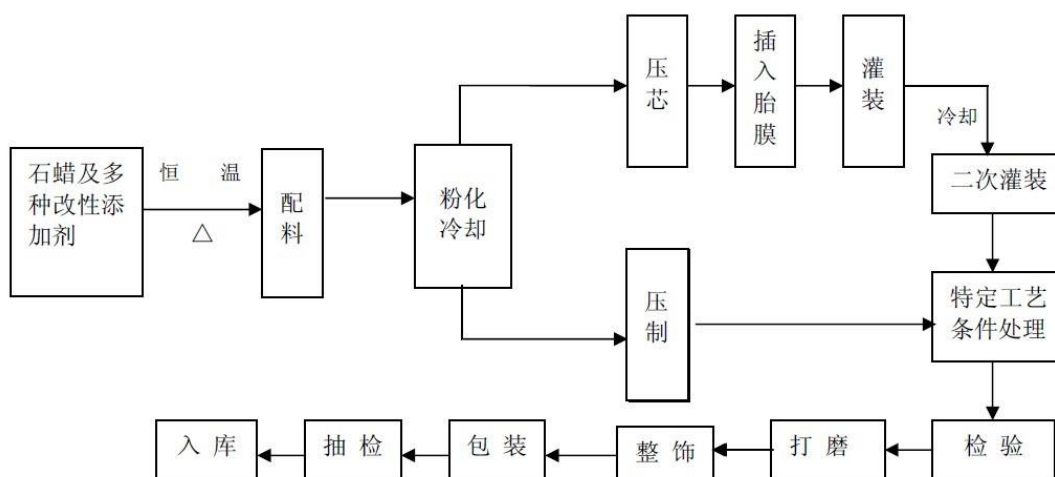 石蜡及多
种改性添
加剂
恒 温
△
配
料
粉化
冷却
压
芯
插
入
胎
膜
灌
装
冷却
二次灌装
压
制
特定工艺
条件处理
入 库
抽 检
包 装
整 饰
打 磨
检 验